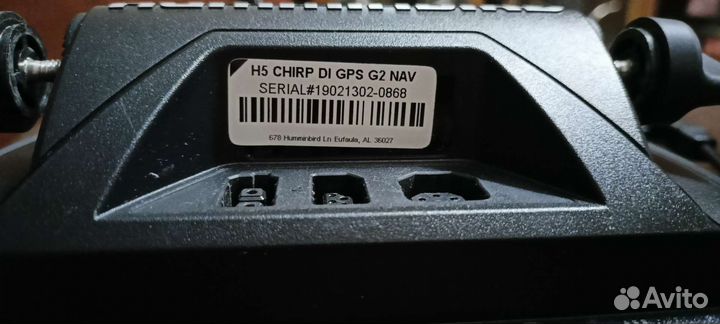 H5 CHIRP DI GPS G2 NAV
SERIAL#19021302-0868
678 Humminbird Ln Eufaula, AL 36027
Avito